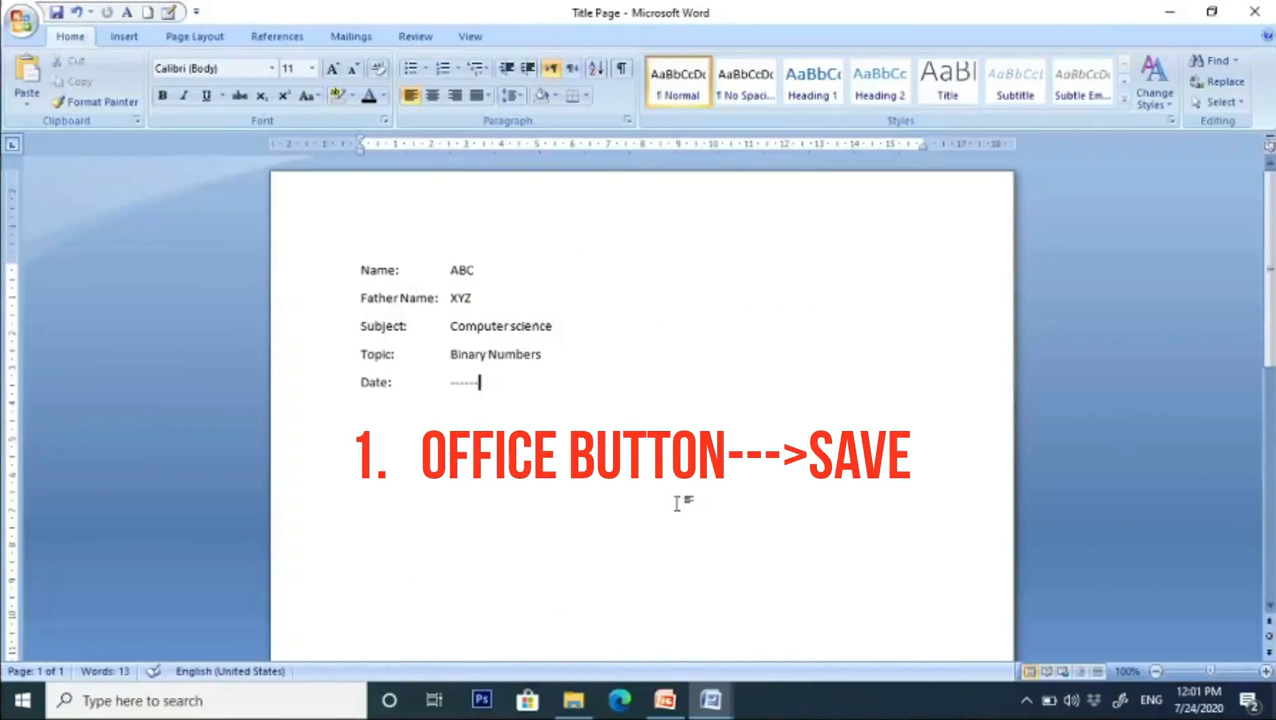 Title Page - Microsoft Word
Home Insert Page Layout References Mailings Review View
Paste
Cut
Copy
Format Painter
Clipboard
Calibri (Body) 11
Font
Paragraph
AaBbCcDc AaBbCcDc AaBbCc AaBbCc AaBl AaBbCcDc AaBbCcDc
¶ Normal ¶ No Spaci... Heading 1 Heading 2 Title Subtitle Subtle Em...
Change
Styles
Styles
Find
Replace
Select
Editing
Name: ABC
Father Name: XYZ
Subject: Computer science
Topic: Binary Numbers
Date: ------
1. OFFICE BUTTON--->SAVE
Page: 1 of 1 Words: 13 English (United States) 100%
Type here to search
Ps
ENG
12:01 PM
7/24/2020
2